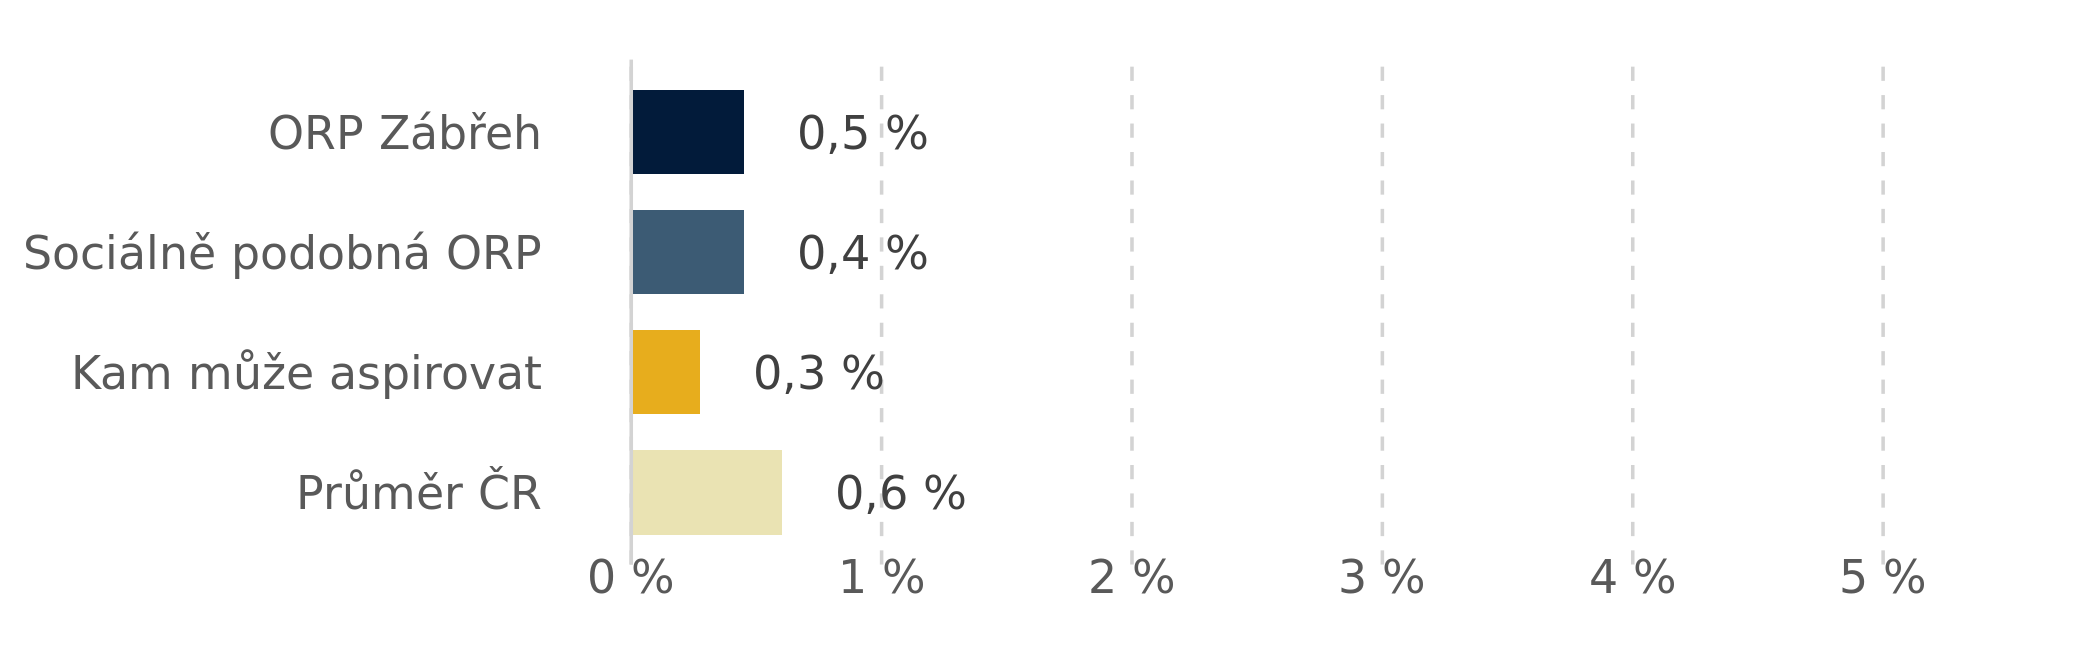 ORP Zábřeh 0,5 %
Sociálně podobná ORP 0,4 %
Kam může aspirovat 0,3 %
Průměr ČR 0,6 %
0 % 1 % 2 % 3 % 4 % 5 %